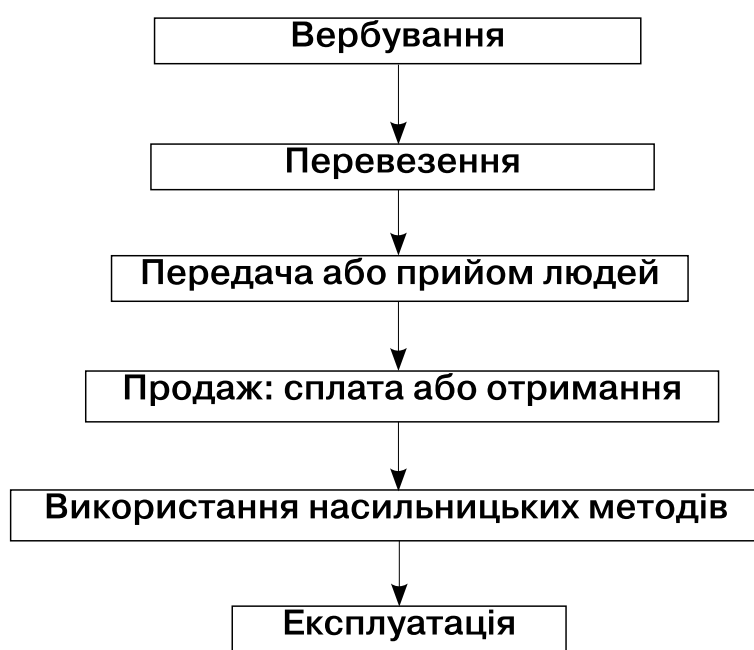 Вербування
Перевезення
Передача або прийом людей
Продаж: сплата або отримання
Використання насильницьких методів
Експлуатація